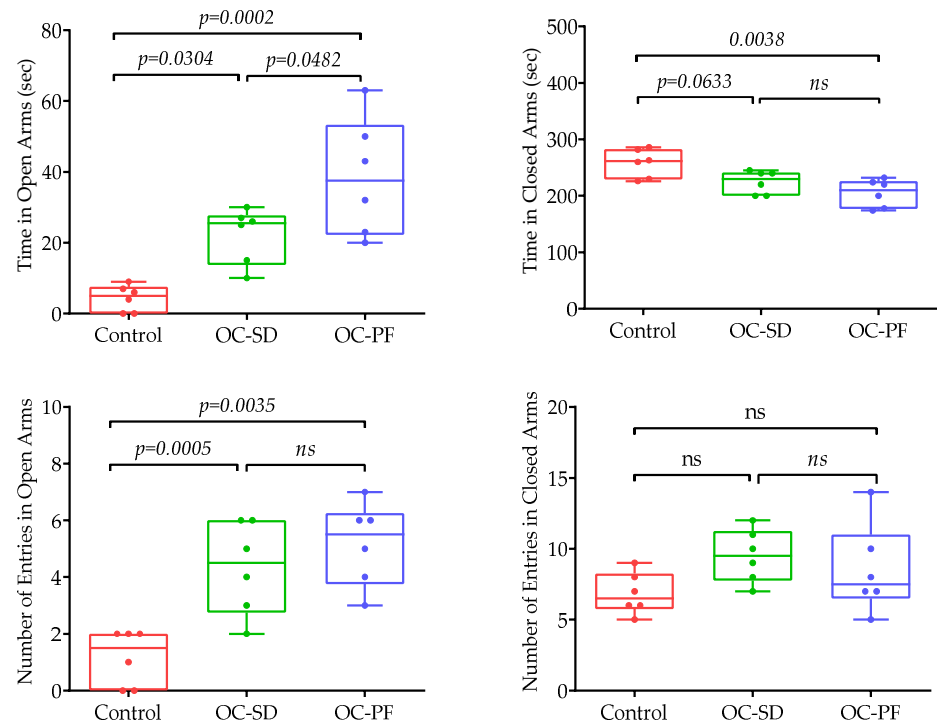 80
60
40
20
0
Time in Open Arms (sec)
p=0.0002
p=0.0304
p=0.0482
Control
OC-SD
OC-PF
500
400
300
200
100
0
Time in Closed Arms (sec)
0.0038
p=0.0633
ns
Control
OC-SD
OC-PF
10
8
6
4
2
0
Number of Entries in Open Arms
p=0.0035
p=0.0005
ns
Control
OC-SD
OC-PF
20
15
10
5
0
Number of Entries in Closed Arms
ns
ns
ns
Control
OC-SD
OC-PF